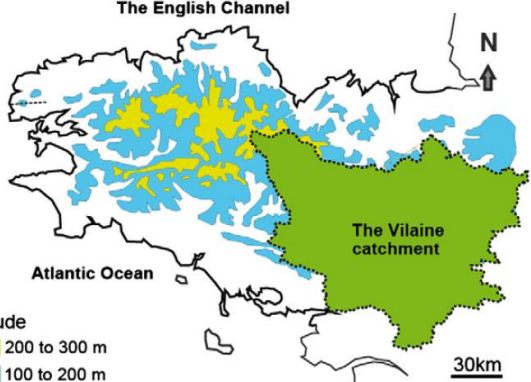 The English Channel
N
The Vilaine
catchment
Atlantic Ocean
ude
200 to 300 m
100 to 200 m
30km